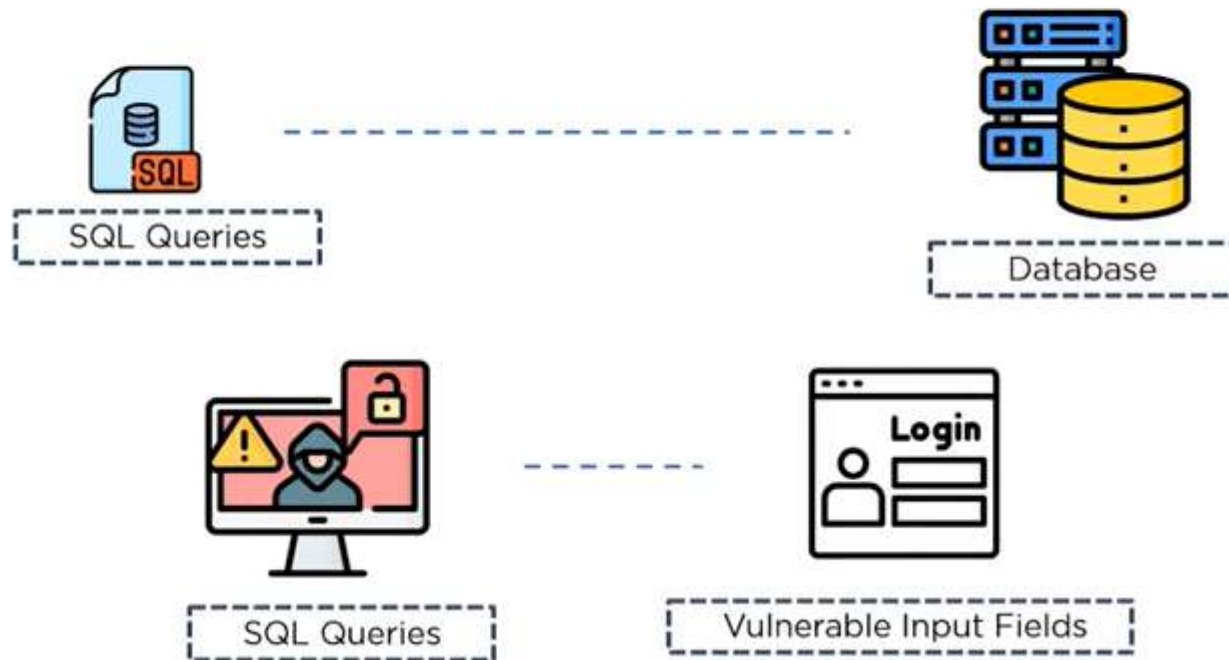 SQL
SQL Queries
Database
Login
SQL Queries
Vulnerable Input Fields